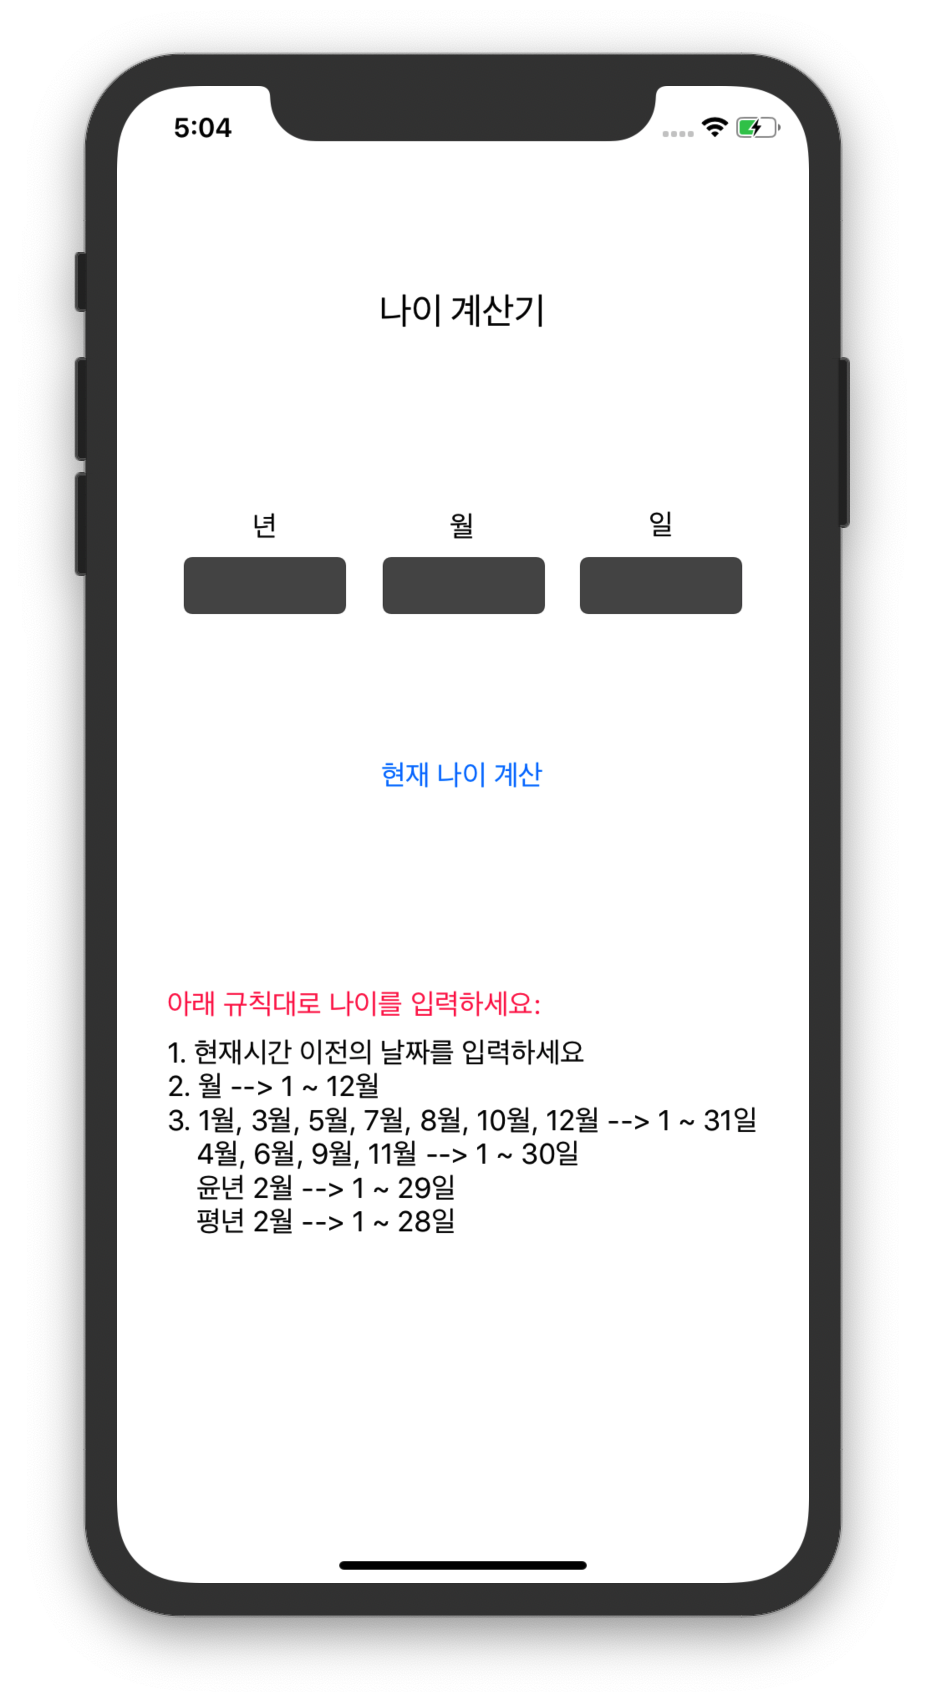 5:04
나이 계산기
년 월 일
현재 나이 계산
아래 규칙대로 나이를 입력하세요:
1. 현재시간 이전의 날짜를 입력하세요
2. 월 --> 1 ~ 12월
3. 1월, 3월, 5월, 7월, 8월, 10월, 12월 --> 1 ~ 31일
4월, 6월, 9월, 11월 --> 1 ~ 30일
윤년 2월 --> 1 ~ 29일
평년 2월 --> 1 ~ 28일